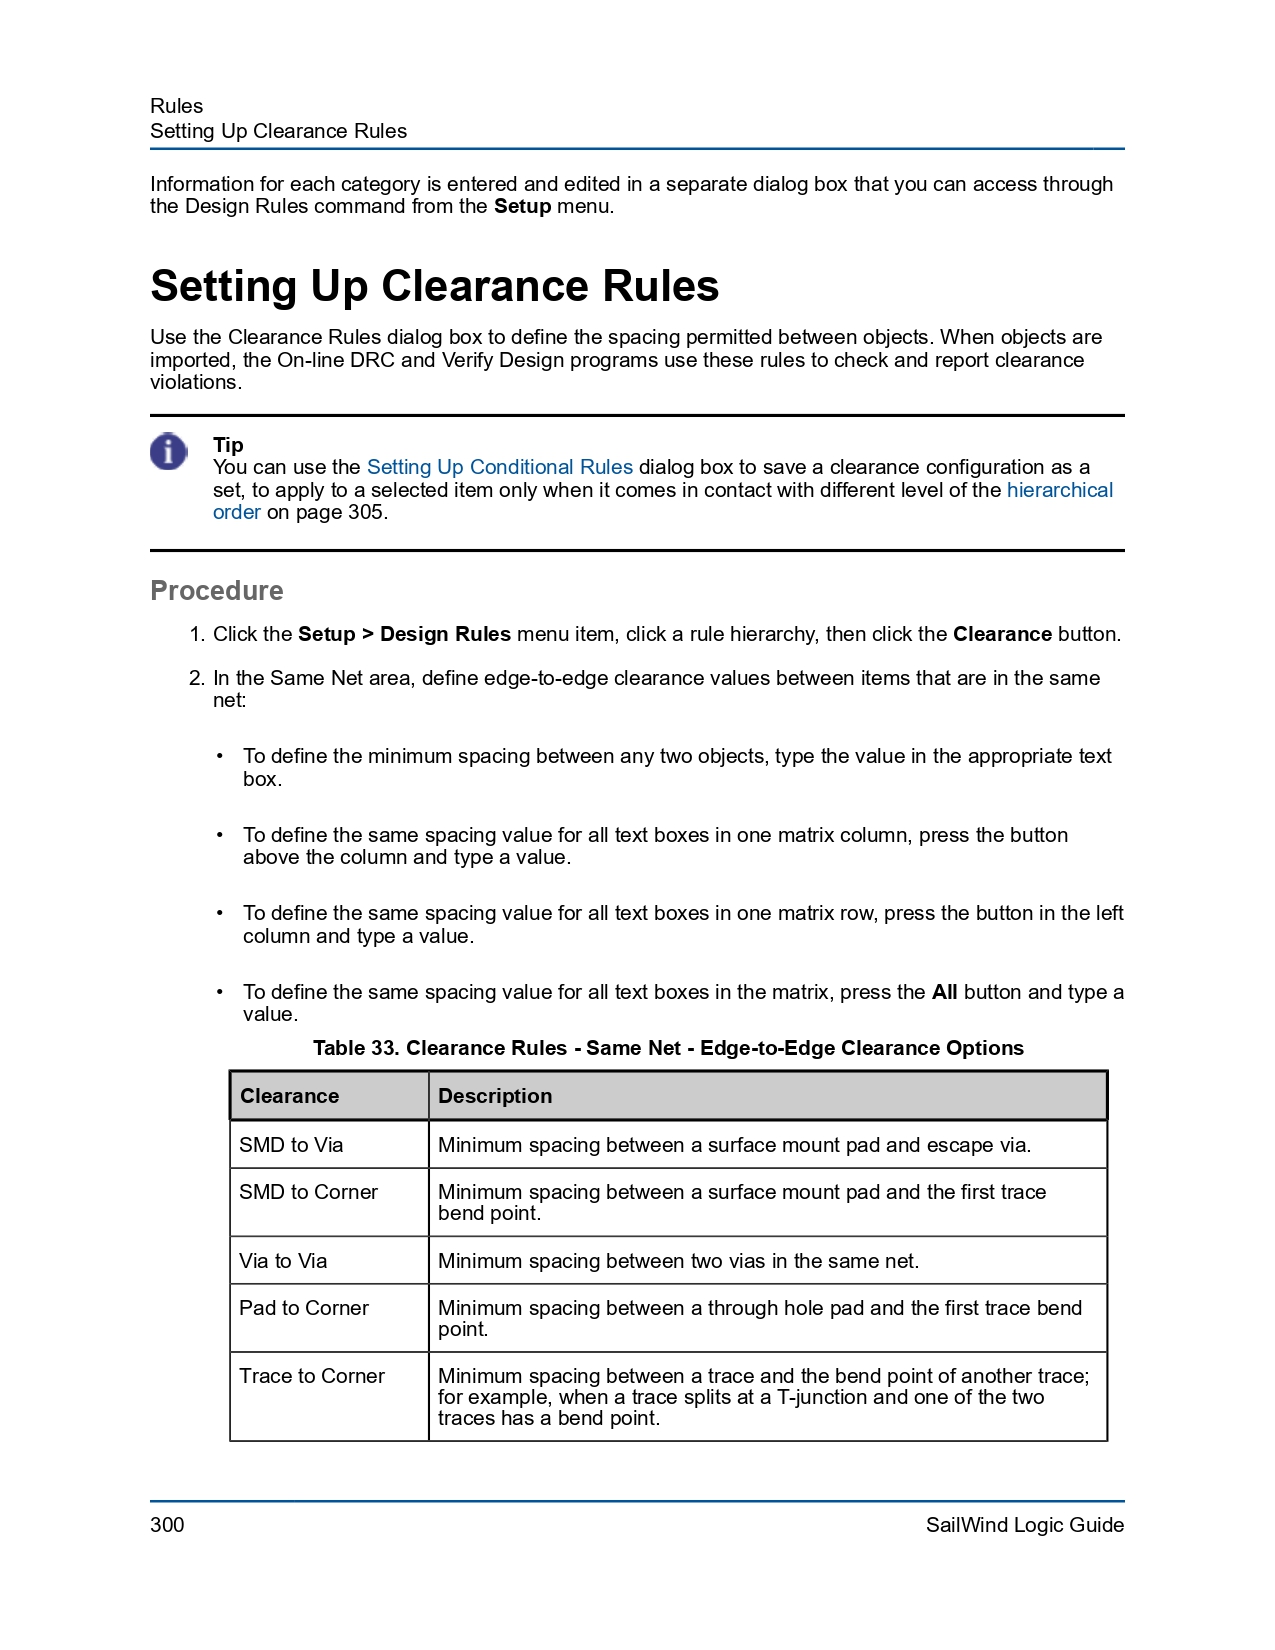 Rules
Setting Up Clearance Rules
Information for each category is entered and edited in a separate dialog box that you can access through
the Design Rules command from the Setup menu.
Setting Up Clearance Rules
Use the Clearance Rules dialog box to define the spacing permitted between objects. When objects are
imported, the On-line DRC and Verify Design programs use these rules to check and report clearance
violations.
Tip
You can use the Setting Up Conditional Rules dialog box to save a clearance configuration as a
set, to apply to a selected item only when it comes in contact with different level of the hierarchical
order on page 305.
Procedure
1. Click the Setup > Design Rules menu item, click a rule hierarchy, then click the Clearance button.
2. In the Same Net area, define edge-to-edge clearance values between items that are in the same
net:
• To define the minimum spacing between any two objects, type the value in the appropriate text
box.
• To define the same spacing value for all text boxes in one matrix column, press the button
above the column and type a value.
• To define the same spacing value for all text boxes in one matrix row, press the button in the left
column and type a value.
• To define the same spacing value for all text boxes in the matrix, press the All button and type a
value.
Table 33. Clearance Rules - Same Net - Edge-to-Edge Clearance Options
Clearance Description
SMD to Via Minimum spacing between a surface mount pad and escape via.
SMD to Corner Minimum spacing between a surface mount pad and the first trace
bend point.
Via to Via Minimum spacing between two vias in the same net.
Pad to Corner Minimum spacing between a through hole pad and the first trace bend
point.
Trace to Corner Minimum spacing between a trace and the bend point of another trace;
for example, when a trace splits at a T-junction and one of the two
traces has a bend point.
300 SailWind Logic Guide